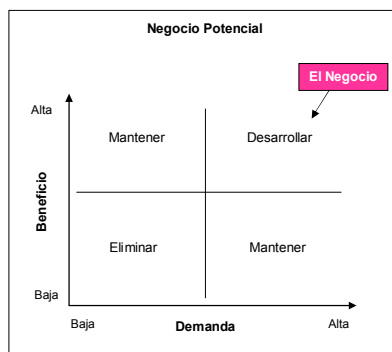 Negocio Potencial
El Negocio
Alta
Mantener
Desarrollar
Beneficio
Eliminar
Mantener
Baja
Baja
Demanda
Alta